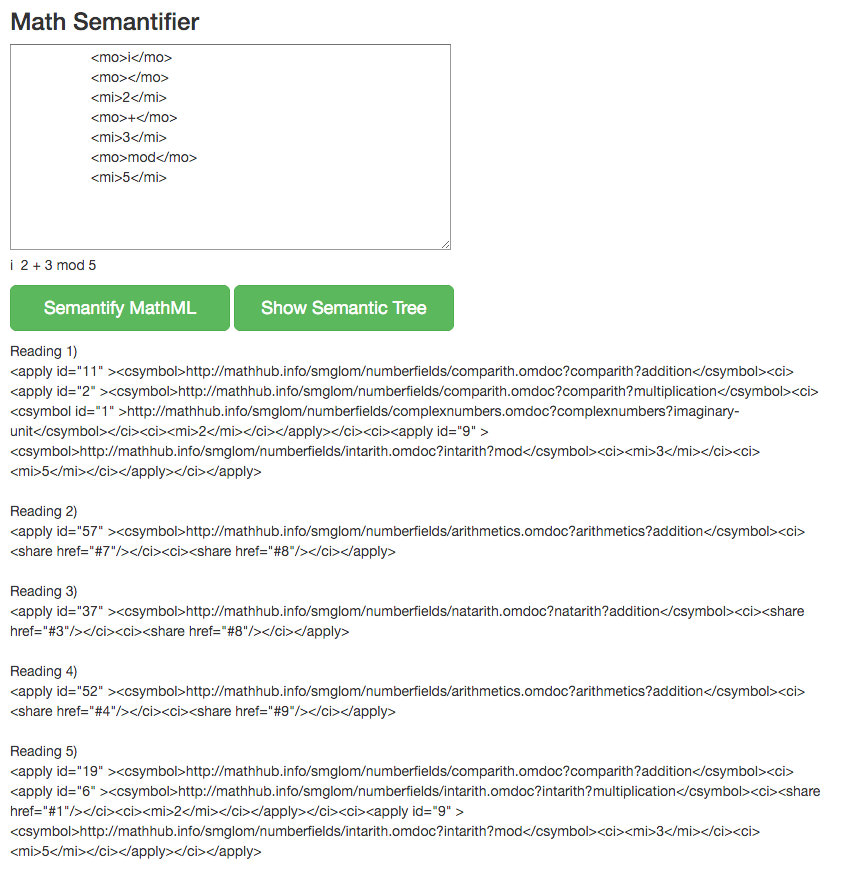 Math Semantifier
<mo>i</mo>
<mo></mo>
<mi>2</mi>
<mo>+</mo>
<mi>3</mi>
<mo>mod</mo>
<mi>5</mi>
i 2 + 3 mod 5
Semantify MathML Show Semantic Tree
Reading 1)
<apply id="11" ><csymbol>http://mathhub.info/smglom/numberfields/comparith.omdoc?comparith?addition</csymbol><ci>
<apply id="2" ><csymbol>http://mathhub.info/smglom/numberfields/comparith.omdoc?comparith?multiplication</csymbol><ci>
<csymbol id="1" >http://mathhub.info/smglom/numberfields/complexnumbers.omdoc?complexnumbers?imaginary-
unit</csymbol></ci><ci><mi>2</mi></ci></apply></ci><ci><apply id="9" >
<csymbol>http://mathhub.info/smglom/numberfields/intarith.omdoc?intarith?mod</csymbol><ci><mi>3</mi></ci><ci>
<mi>5</mi></ci></apply></ci></apply>
Reading 2)
<apply id="57" ><csymbol>http://mathhub.info/smglom/numberfields/arithmetics.omdoc?arithmetics?addition</csymbol><ci>
<share href="#7"/></ci><ci><share href="#8"/></ci></apply>
Reading 3)
<apply id="37" ><csymbol>http://mathhub.info/smglom/numberfields/natarith.omdoc?natarith?addition</csymbol><ci><share
href="#3"/></ci><ci><share href="#8"/></ci></apply>
Reading 4)
<apply id="52" ><csymbol>http://mathhub.info/smglom/numberfields/arithmetics.omdoc?arithmetics?addition</csymbol><ci>
<share href="#4"/></ci><ci><share href="#9"/></ci></apply>
Reading 5)
<apply id="19" ><csymbol>http://mathhub.info/smglom/numberfields/comparith.omdoc?comparith?addition</csymbol><ci>
<apply id="6" ><csymbol>http://mathhub.info/smglom/numberfields/intarith.omdoc?intarith?multiplication</csymbol><ci><share
href="#1"/></ci><ci><mi>2</mi></ci></apply></ci><ci><apply id="9" >
<csymbol>http://mathhub.info/smglom/numberfields/intarith.omdoc?intarith?mod</csymbol><ci><mi>3</mi></ci><ci>
<mi>5</mi></ci></apply></ci></apply>